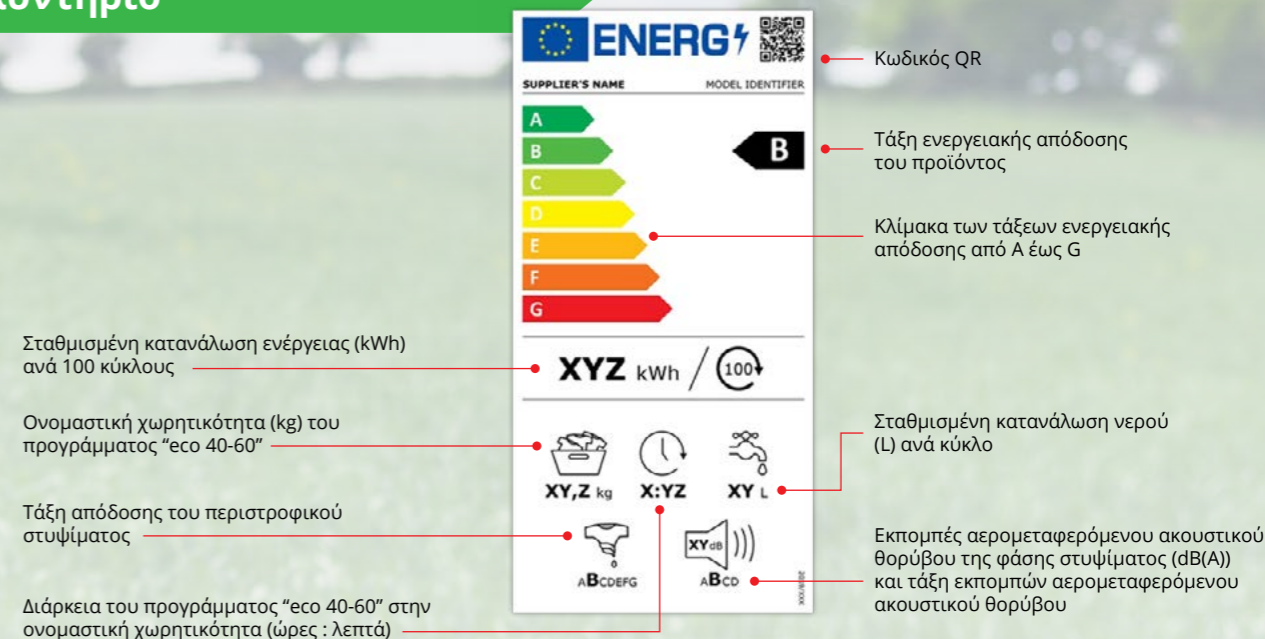 ENERG
SUPPLIER'S NAME MODEL IDENTIFIER
A
B
B
C
D
E
F
G
XYZ kWh / 100
XY,Z kg X:YZ XY L
XY dB
ABCDEFG ABCD
2019/XXX
Κωδικός QR
Τάξη ενεργειακής απόδοσης
του προϊόντος
Κλίμακα των τάξεων ενεργειακής
απόδοσης από A έως G
Σταθμισμένη κατανάλωση ενέργειας (kWh)
ανά 100 κύκλους
Ονομαστική χωρητικότητα (kg) του
προγράμματος “eco 40-60”
Τάξη απόδοσης του περιστροφικού
στυψίματος
Διάρκεια του προγράμματος “eco 40-60” στην
ονομαστική χωρητικότητα (ώρες : λεπτά)
Σταθμισμένη κατανάλωση νερού
(L) ανά κύκλο
Εκπομπές αερομεταφερόμενου ακουστικού
θορύβου της φάσης στυψίματος (dB(A))
και τάξη εκπομπών αερομεταφερόμενου
ακουστικού θορύβου